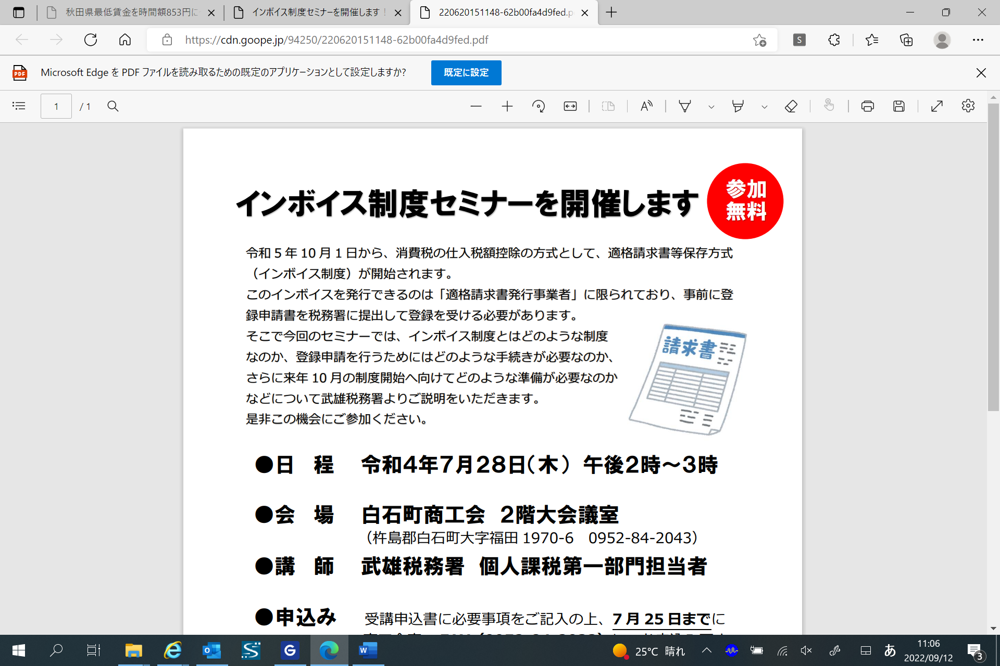 秋田県最低賃金を時間額853円に
インボイス制度セミナーを開催します！
220620151148-62b00fa4d9fed.p
https://cdn.goope.jp/94250/220620151148-62b00fa4d9fed.pdf
S
PDF
Microsoft Edge を PDF ファイルを読み取るための既定のアプリケーションとして設定しますか?
既定に設定
1
/ 1
インボイス制度セミナーを開催します
参加
無料
令和 5 年 10 月 1 日から、消費税の仕入税額控除の方式として、適格請求書等保存方式
（インボイス制度）が開始されます。
このインボイスを発行できるのは「適格請求書発行事業者」に限られており、事前に登
録申請書を税務署に提出して登録を受ける必要があります。
そこで今回のセミナーでは、インボイス制度とはどのような制度
なのか、登録申請を行うためにはどのような手続きが必要なのか、
さらに来年 10 月の制度開始へ向けてどのような準備が必要なのか
などについて武雄税務署よりご説明をいただきます。
是非この機会にご参加ください。
請求書
●日　程　令和4年7月28日（木）午後2時～3時
●会　場　白石町商工会　2階大会議室
（杵島郡白石町大字福田 1970-6　0952-84-2043）
●講　師　武雄税務署　個人課税第一部門担当者
●申込み　受講申込書に必要事項をご記入の上、7 月 25 日までに
25°C 晴れ
あ
11:06
2022/09/12
3